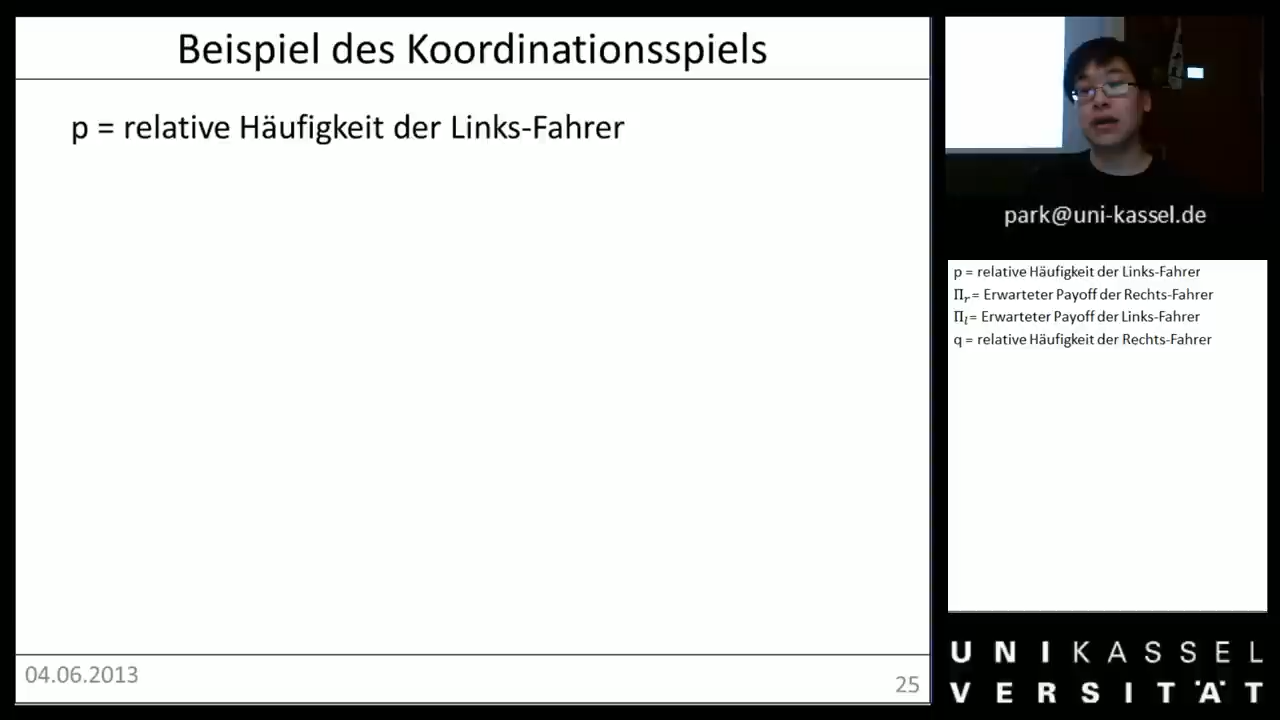 Beispiel des Koordinationsspiels
p = relative Häufigkeit der Links-Fahrer
04.06.2013
25
park@uni-kassel.de
p = relative Häufigkeit der Links-Fahrer
Πr = Erwarteter Payoff der Rechts-Fahrer
Πl = Erwarteter Payoff der Links-Fahrer
q = relative Häufigkeit der Rechts-Fahrer
UNIKASSEL
VERSITÄT